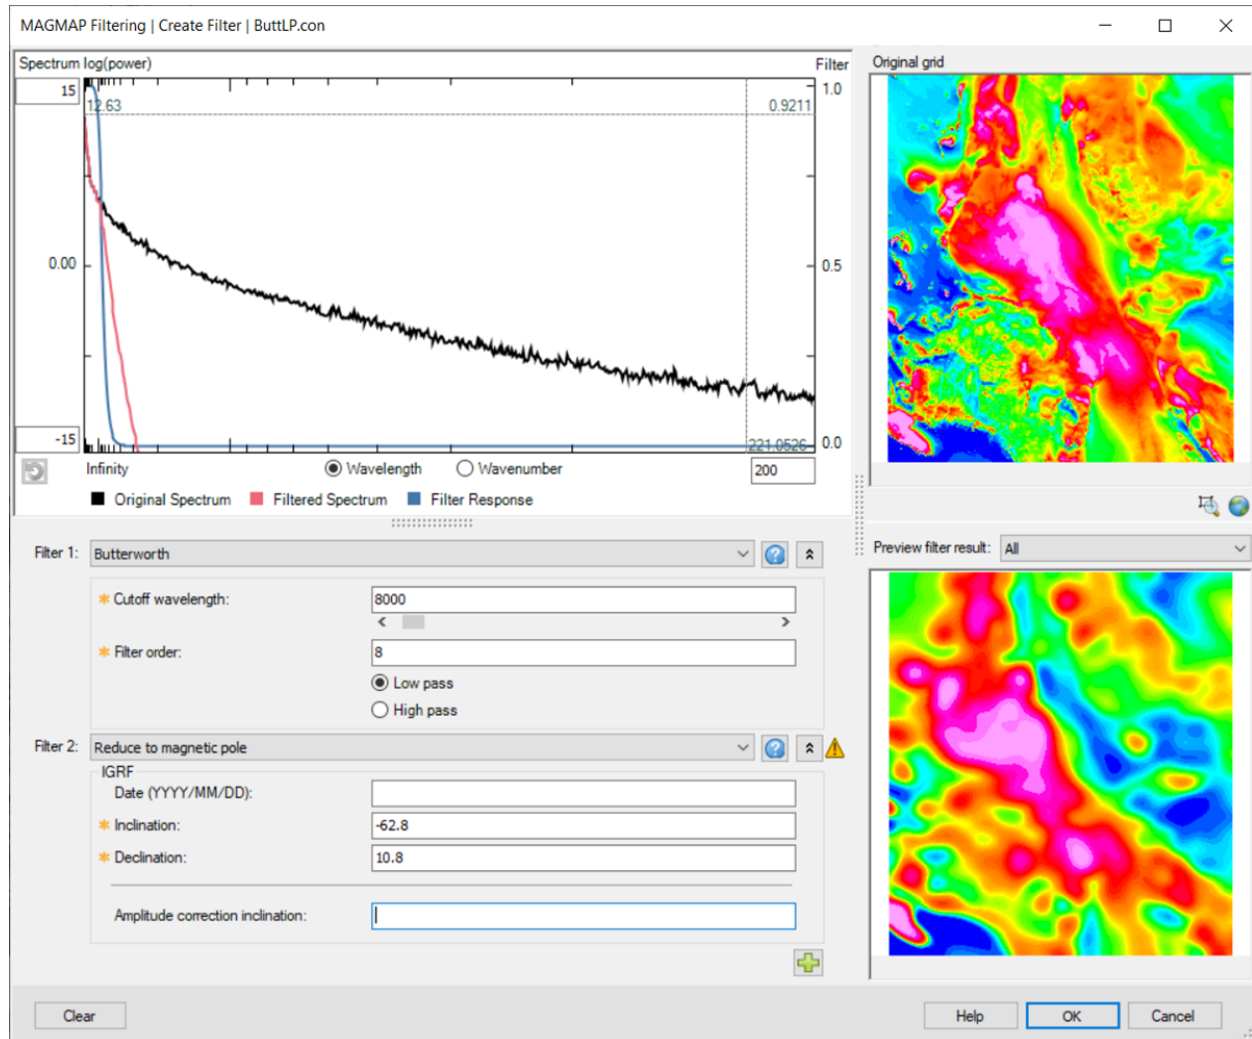 MAGMAP Filtering | Create Filter | ButtLP.con
Spectrum log(power)
Filter
Original grid
15
12.63
0.9211
1.0
0.00
0.5
-15
221.0526
0.0
Infinity
Wavelength
Wavenumber
200
Original Spectrum
Filtered Spectrum
Filter Response
Filter 1:
Butterworth
Preview filter result:
All
Cutoff wavelength:
8000
Filter order:
8
Low pass
High pass
Filter 2:
Reduce to magnetic pole
IGRF
Date (YYYY/MM/DD):
Inclination:
-62.8
Declination:
10.8
Amplitude correction inclination:
Clear
Help
OK
Cancel